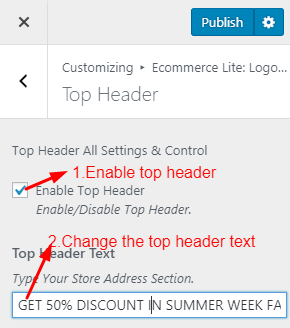 Publish
Customizing ▸ Ecommerce Lite: Logo...
Top Header
Top Header All Settings & Control
1.Enable top header
Enable Top Header
Enable/Disable Top Header.
2.Change the top header text
Top Header Text
Type Your Store Address Section.
GET 50% DISCOUNT IN SUMMER WEEK FA